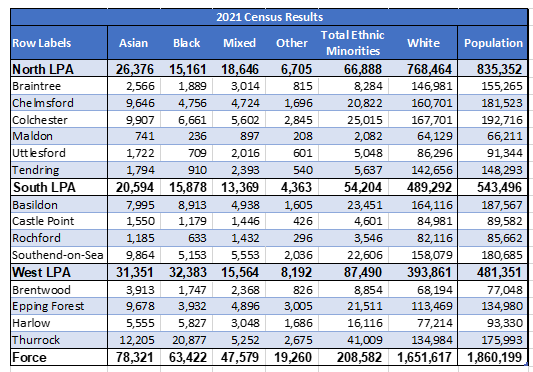 2021 Census Results
Row Labels Asian Black Mixed Other Total Ethnic Minorities White Population
North LPA 26,376 15,161 18,646 6,705 66,888 768,464 835,352
Braintree 2,566 1,889 3,014 815 8,284 146,981 155,265
Chelmsford 9,646 4,756 4,724 1,696 20,822 160,701 181,523
Colchester 9,907 6,661 5,602 2,845 25,015 167,701 192,716
Maldon 741 236 897 208 2,082 64,129 66,211
Uttlesford 1,722 709 2,016 601 5,048 86,296 91,344
Tendring 1,794 910 2,393 540 5,637 142,656 148,293
South LPA 20,594 15,878 13,369 4,363 54,204 489,292 543,496
Basildon 7,995 8,913 4,938 1,605 23,451 164,116 187,567
Castle Point 1,550 1,179 1,446 426 4,601 84,981 89,582
Rochford 1,185 633 1,432 296 3,546 82,116 85,662
Southend-on-Sea 9,864 5,153 5,553 2,036 22,606 158,079 180,685
West LPA 31,351 32,383 15,564 8,192 87,490 393,861 481,351
Brentwood 3,913 1,747 2,368 826 8,854 68,194 77,048
Epping Forest 9,678 3,932 4,896 3,005 21,511 113,469 134,980
Harlow 5,555 5,827 3,048 1,686 16,116 77,214 93,330
Thurrock 12,205 20,877 5,252 2,675 41,009 134,984 175,993
Force 78,321 63,422 47,579 19,260 208,582 1,651,617 1,860,199